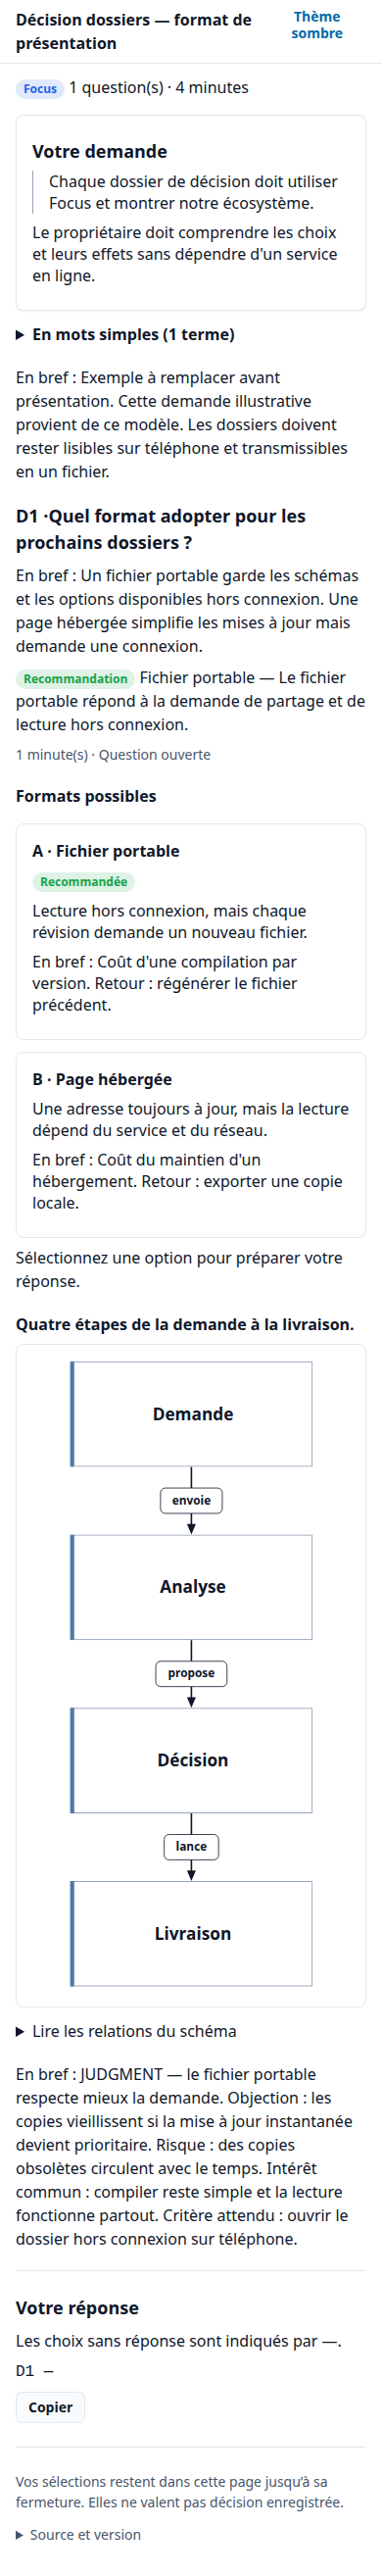 Décision dossiers — format de
présentation
Thème
sombre
Focus 1 question(s) · 4 minutes
Votre demande
Chaque dossier de décision doit utiliser
Focus et montrer notre écosystème.
Le propriétaire doit comprendre les choix
et leurs effets sans dépendre d'un service
en ligne.
▶ En mots simples (1 terme)
En bref : Exemple à remplacer avant
présentation. Cette demande illustrative
provient de ce modèle. Les dossiers doivent
rester lisibles sur téléphone et transmissibles
en un fichier.
D1 ·Quel format adopter pour les
prochains dossiers ?
En bref : Un fichier portable garde les schémas
et les options disponibles hors connexion. Une
page hébergée simplifie les mises à jour mais
demande une connexion.
Recommandation Fichier portable — Le fichier
portable répond à la demande de partage et de
lecture hors connexion.
1 minute(s) · Question ouverte
Formats possibles
A · Fichier portable
Recommandée
Lecture hors connexion, mais chaque
révision demande un nouveau fichier.
En bref : Coût d'une compilation par
version. Retour : régénérer le fichier
précédent.
B · Page hébergée
Une adresse toujours à jour, mais la lecture
dépend du service et du réseau.
En bref : Coût du maintien d'un
hébergement. Retour : exporter une copie
locale.
Sélectionnez une option pour préparer votre
réponse.
Quatre étapes de la demande à la livraison.
Demande
envoie
Analyse
propose
Décision
lance
Livraison
▶ Lire les relations du schéma
En bref : JUDGMENT — le fichier portable
respecte mieux la demande. Objection : les
copies vieillissent si la mise à jour instantanée
devient prioritaire. Risque : des copies
obsolètes circulent avec le temps. Intérêt
commun : compiler reste simple et la lecture
fonctionne partout. Critère attendu : ouvrir le
dossier hors connexion sur téléphone.
Votre réponse
Les choix sans réponse sont indiqués par —.
D1 —
Copier
Vos sélections restent dans cette page jusqu'à sa
fermeture. Elles ne valent pas décision enregistrée.
▶ Source et version